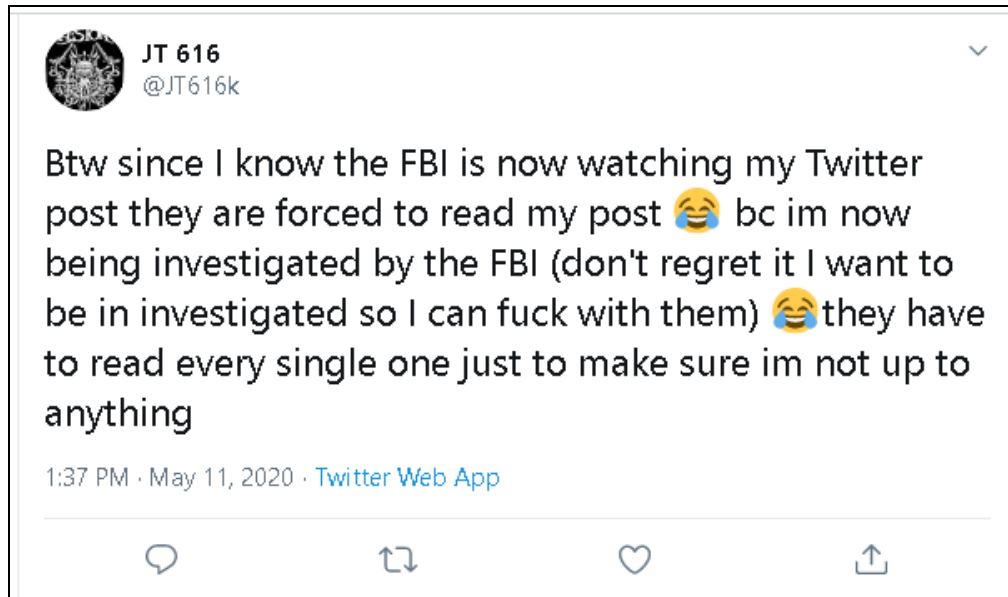 JT 616
@JT616k
Btw since I know the FBI is now watching my Twitter
post they are forced to read my post 😂 bc im now
being investigated by the FBI (don't regret it I want to
be in investigated so I can fuck with them) 😂they have
to read every single one just to make sure im not up to
anything
1:37 PM · May 11, 2020 · Twitter Web App